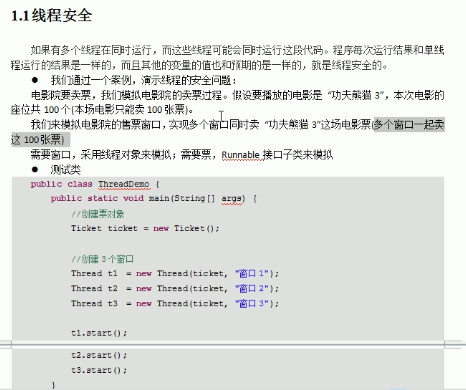 1.1线程安全
如果有多个线程在同时运行，而这些线程可能会同时运行这段代码。程序每次运行结果和单线
程运行的结果是一样的，而且其他的变量的值也和预期的是一样的，就是线程安全的。
● 我们通过一个案例，演示线程的安全问题：
电影院要卖票，我们模拟电影院的卖票过程。假设要播放的电影是 “功夫熊猫 3”，本次电影的
座位共 100 个(本场电影只能卖 100 张票)。
我们来模拟电影院的售票窗口，实现多个窗口同时卖 “功夫熊猫 3”这场电影票(多个窗口一起卖
这 100 张票)
需要窗口，采用线程对象来模拟；需要票，Runnable 接口子类来模拟
● 测试类
public class ThreadDemo {
public static void main(String[] args) {
//创建票对象
Ticket ticket = new Ticket();
//创建 3 个窗口
Thread t1 = new Thread(ticket, "窗口 1");
Thread t2 = new Thread(ticket, "窗口 2");
Thread t3 = new Thread(ticket, "窗口 3");
t1.start();
t2.start();
t3.start();
}